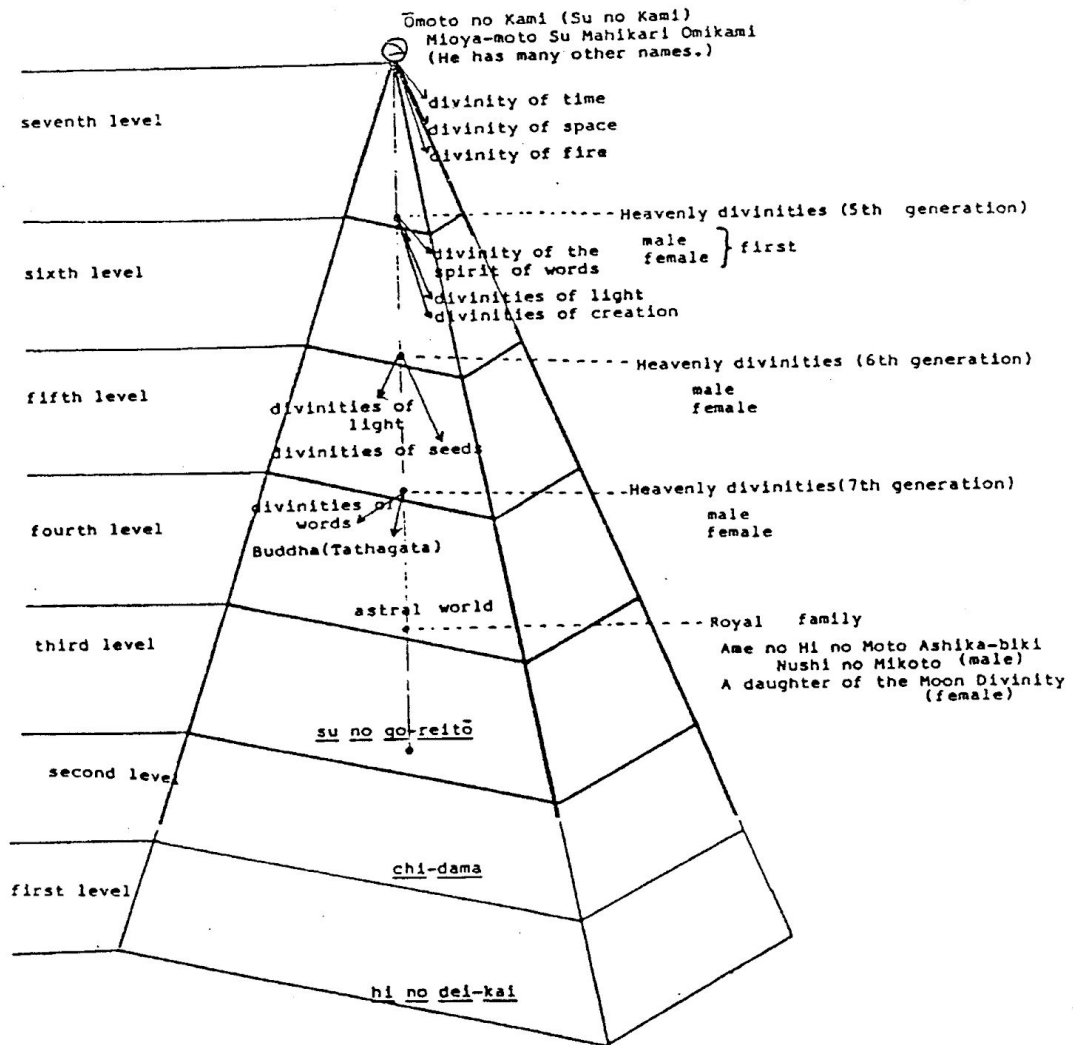 Ōmoto no Kami (Su no Kami)
Mioya-moto Su Mahikari Omikami
(He has many other names.)
seventh level
divinity of time
divinity of space
divinity of fire
Heavenly divinities (5th generation)
male
female } first
sixth level
divinity of the
spirit of words
divinities of light
divinities of creation
Heavenly divinities (6th generation)
male
female
fifth level
divinities of
light
divinities of seeds
Heavenly divinities(7th generation)
male
female
fourth level
divinities of
words
Buddha(Tathagata)
astral world
third level
Royal family
Ame no Hi no Moto Ashika-biki
Nushi no Mikoto (male)
A daughter of the Moon Divinity
(female)
su no go-reitō
second level
chi-dama
first level
hi no dei-kai